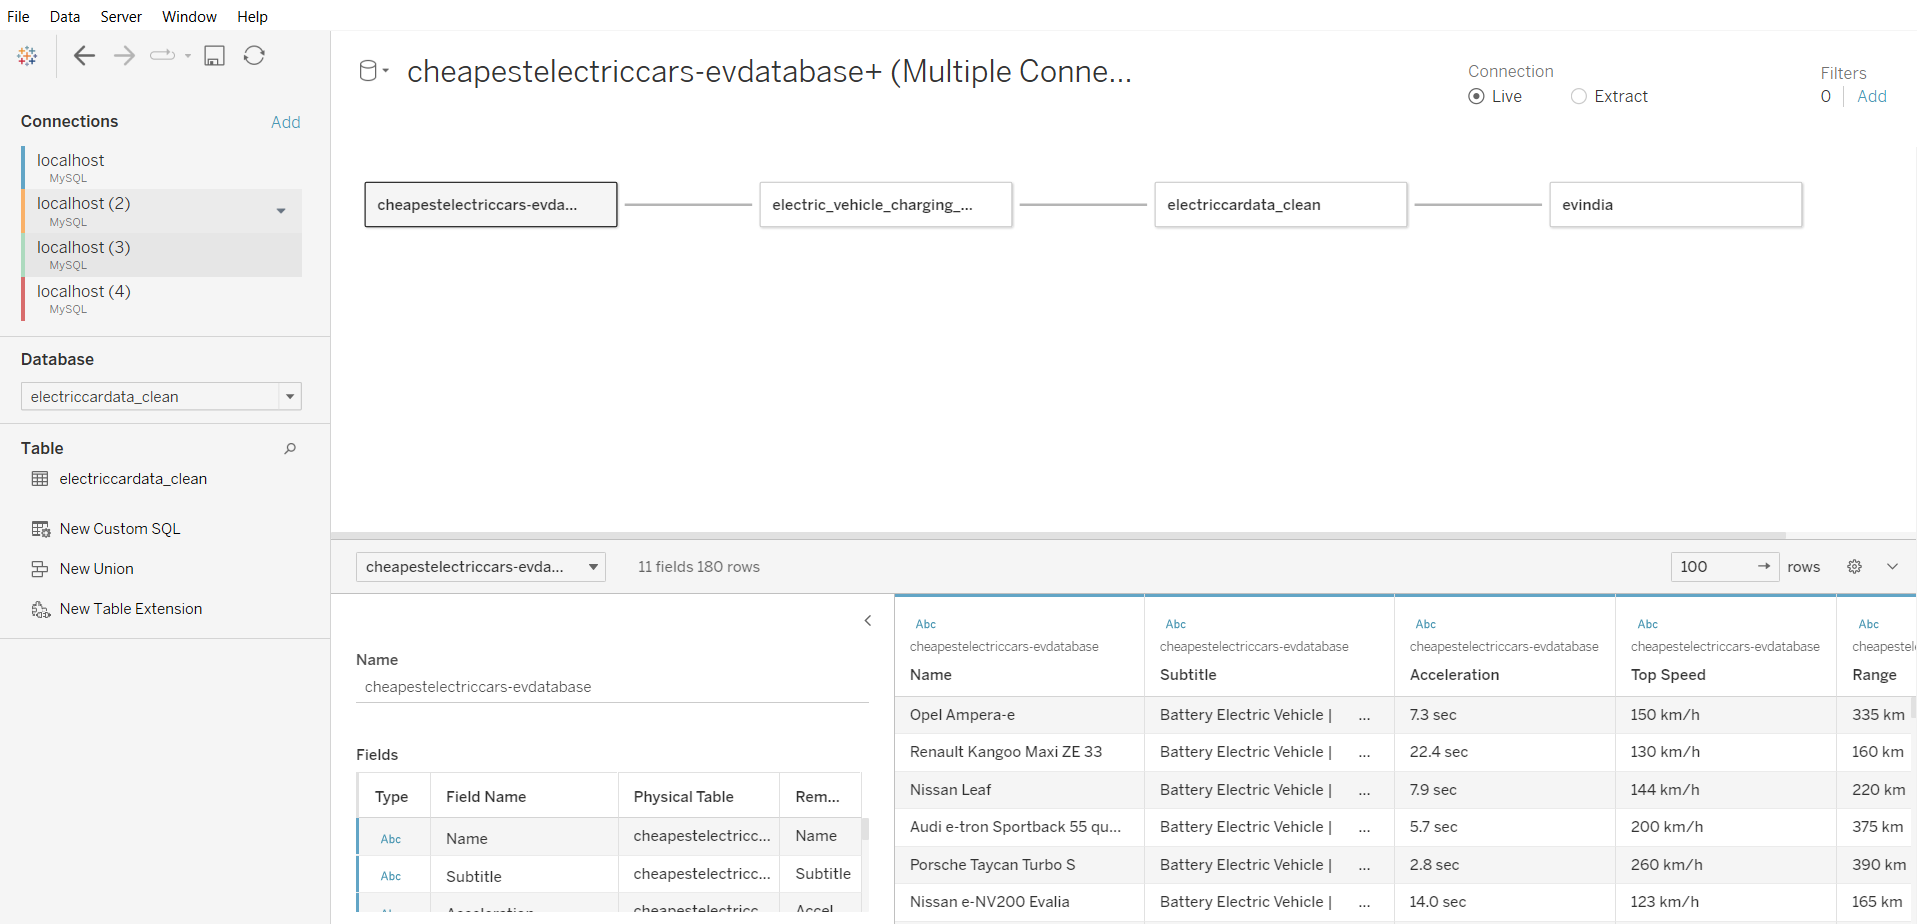 File Data Server Window Help
cheapestelectriccars-evdatabase+ (Multiple Conne...
Connection
Live Extract
Filters
0 Add
Connections Add
localhost
MySQL
localhost (2)
MySQL
localhost (3)
MySQL
localhost (4)
MySQL
Database
electriccardata_clean
Table
electriccardata_clean
New Custom SQL
New Union
New Table Extension
cheapestelectriccars-evda... electric_vehicle_charging_... electriccardata_clean evindia
cheapestelectriccars-evda... 11 fields 180 rows 100 rows
Name
cheapestelectriccars-evdatabase
Fields
Type Field Name Physical Table Rem...
Abc Name cheapestelectricc... Name
Abc Subtitle cheapestelectricc... Subtitle
Abc Acceleration cheapestelectricc... Accel
Abc Abc Abc Abc Abc
cheapestelectriccars-evdatabase cheapestelectriccars-evdatabase cheapestelectriccars-evdatabase cheapestelectriccars-evdatabase cheapestel
Name Subtitle Acceleration Top Speed Range
Opel Ampera-e Battery Electric Vehicle | ... 7.3 sec 150 km/h 335 km
Renault Kangoo Maxi ZE 33 Battery Electric Vehicle | ... 22.4 sec 130 km/h 160 km
Nissan Leaf Battery Electric Vehicle | ... 7.9 sec 144 km/h 220 km
Audi e-tron Sportback 55 qu... Battery Electric Vehicle | ... 5.7 sec 200 km/h 375 km
Porsche Taycan Turbo S Battery Electric Vehicle | ... 2.8 sec 260 km/h 390 km
Nissan e-NV200 Evalia Battery Electric Vehicle | ... 14.0 sec 123 km/h 165 km